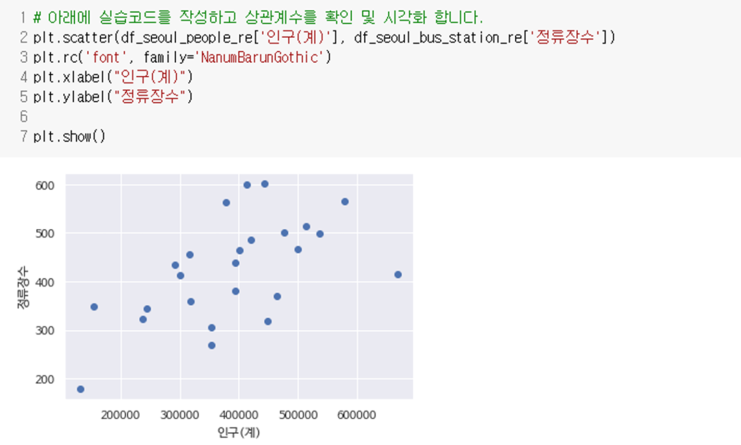 1 # 아래에 실습코드를 작성하고 상관계수를 확인 및 시각화 합니다.
2 plt.scatter(df_seoul_people_re['인구(계)'], df_seoul_bus_station_re['정류장수'])
3 plt.rc('font', family='NanumBarunGothic')
4 plt.xlabel("인구(계)")
5 plt.ylabel("정류장수")
6
7 plt.show()
600
500
400
300
200
정류장수
200000 300000 400000 500000 600000
인구(계)